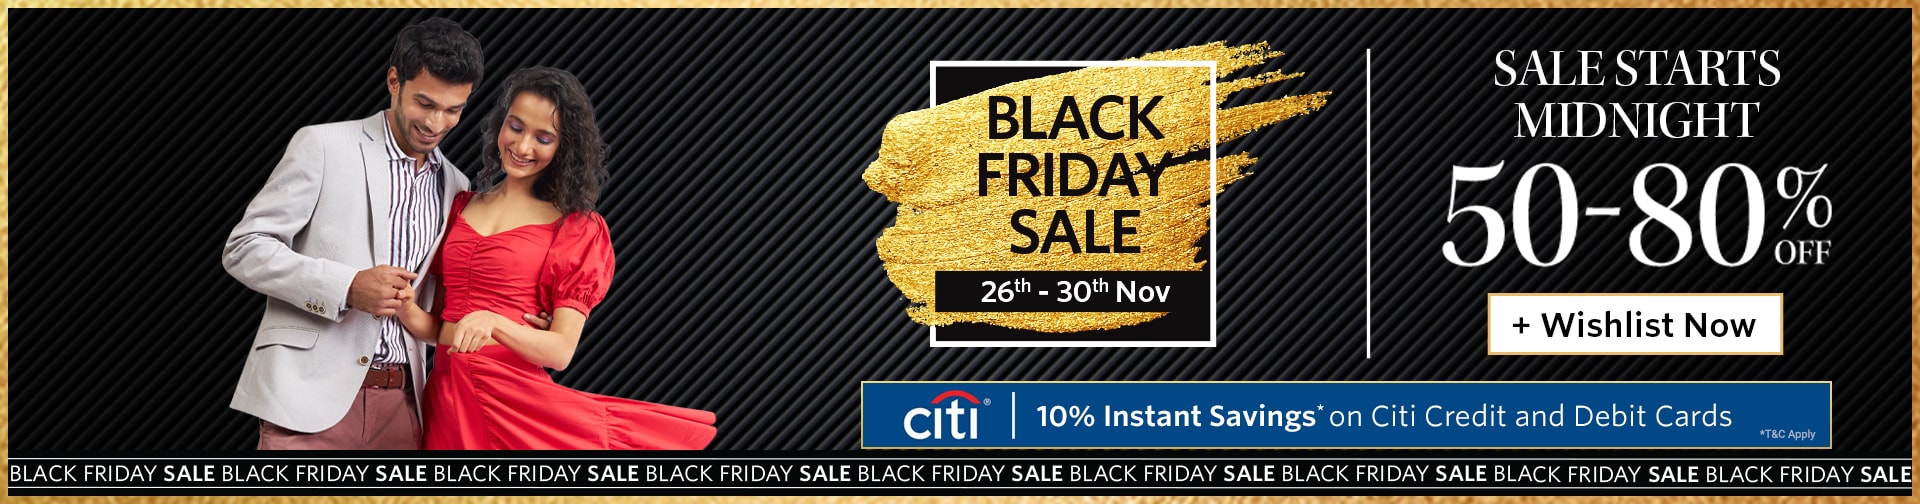 BLACK
FRIDAY
SALE
26th - 30th Nov
SALE STARTS
MIDNIGHT
50-80% OFF
+ Wishlist Now
citi® | 10% Instant Savings* on Citi Credit and Debit Cards
*T&C Apply
BLACK FRIDAY SALE BLACK FRIDAY SALE BLACK FRIDAY SALE BLACK FRIDAY SALE BLACK FRIDAY SALE BLACK FRIDAY SALE BLACK FRIDAY SALE BLACK FRIDAY SALE BLACK FRIDAY SALE